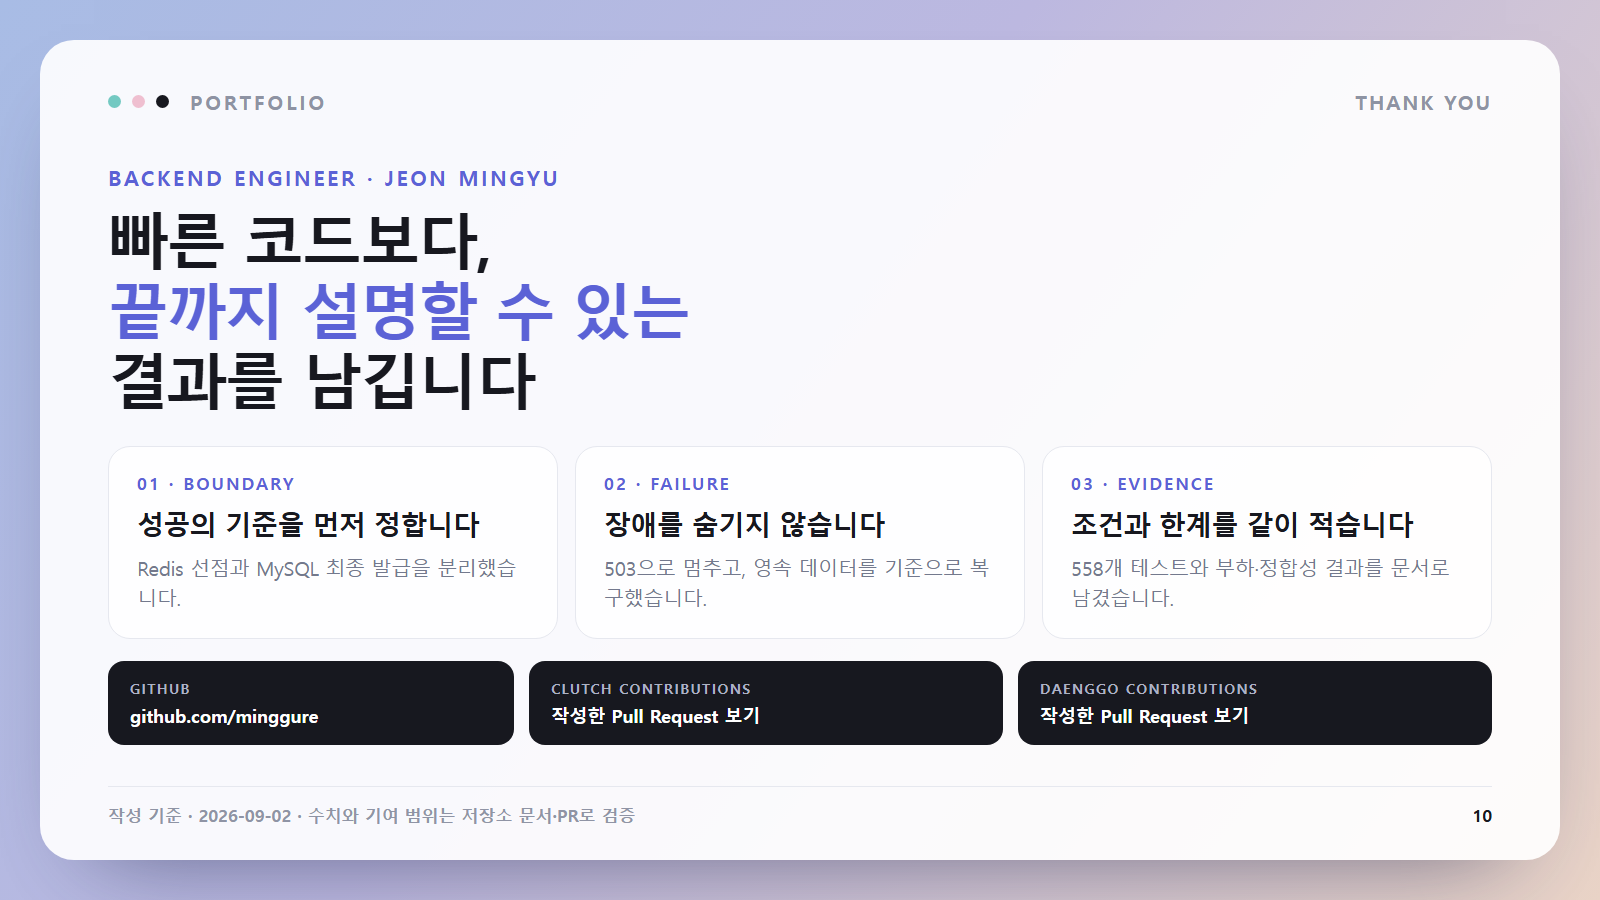 PORTFOLIO
THANK YOU
BACKEND ENGINEER · JEON MINGYU
빠른 코드보다,
끝까지 설명할 수 있는
결과를 남깁니다
01 · BOUNDARY
성공의 기준을 먼저 정합니다
Redis 선점과 MySQL 최종 발급을 분리했습
니다.
02 · FAILURE
장애를 숨기지 않습니다
503으로 멈추고, 영속 데이터를 기준으로 복
구했습니다.
03 · EVIDENCE
조건과 한계를 같이 적습니다
558개 테스트와 부하·정합성 결과를 문서로
남겼습니다.
GITHUB
github.com/minggure
CLUTCH CONTRIBUTIONS
작성한 Pull Request 보기
DAENGGO CONTRIBUTIONS
작성한 Pull Request 보기
작성 기준 · 2026-09-02 · 수치와 기여 범위는 저장소 문서·PR로 검증
10